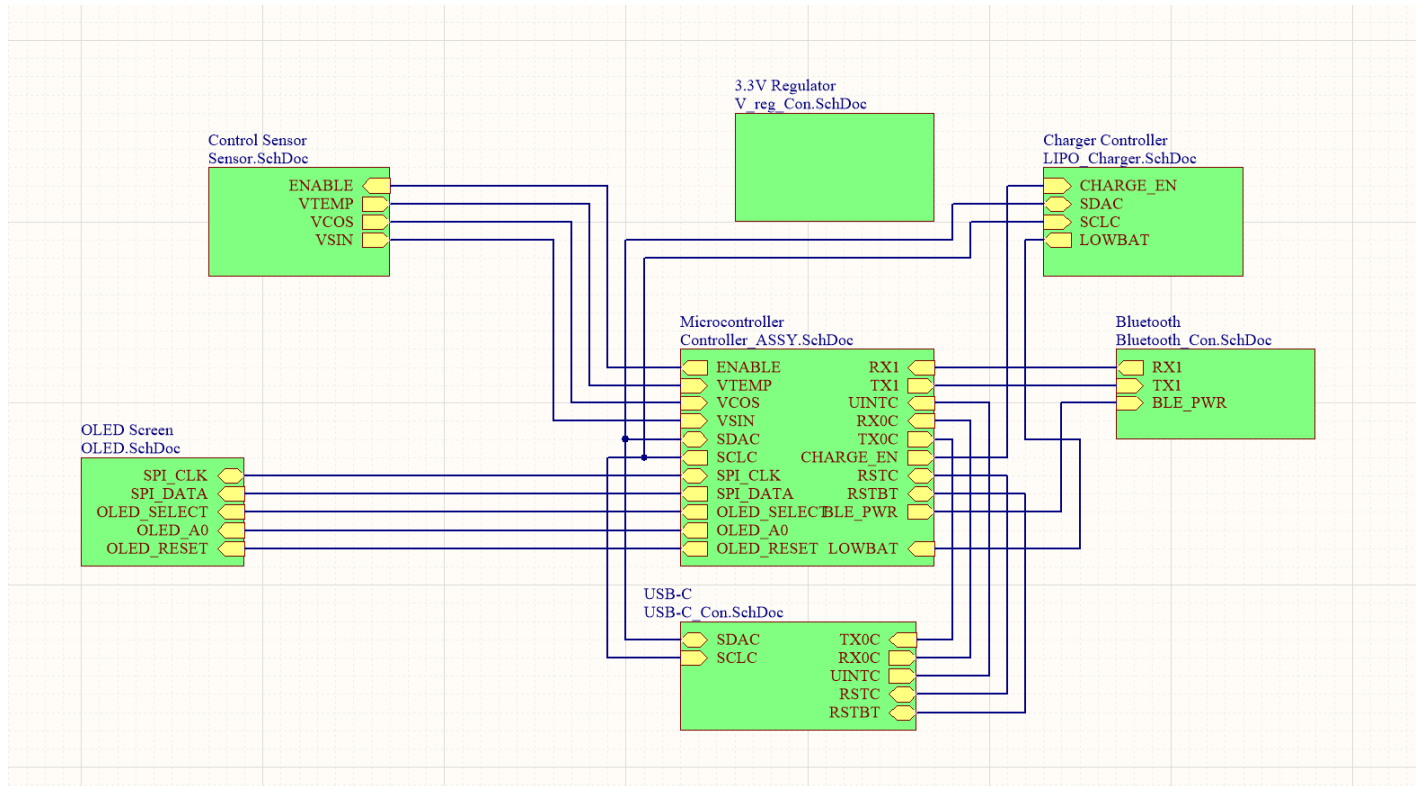 3.3V Regulator
V_reg_Con.SchDoc
Control Sensor
Sensor.SchDoc
ENABLE
VTEMP
VCOS
VSIN
Charger Controller
LIPO_Charger.SchDoc
CHARGE_EN
SDAC
SCLC
LOWBAT
Microcontroller
Controller_ASSY.SchDoc
ENABLE RX1
VTEMP TX1
VCOS UINTC
VSIN RX0C
SDAC TX0C
SCLC CHARGE_EN
SPI_CLK RSTC
SPI_DATA RSTBT
OLED_SELECT BLE_PWR
OLED_A0
OLED_RESET LOWBAT
Bluetooth
Bluetooth_Con.SchDoc
RX1
TX1
BLE_PWR
OLED Screen
OLED.SchDoc
SPI_CLK
SPI_DATA
OLED_SELECT
OLED_A0
OLED_RESET
USB-C
USB-C_Con.SchDoc
SDAC TX0C
SCLC RX0C
UINTC
RSTC
RSTBT